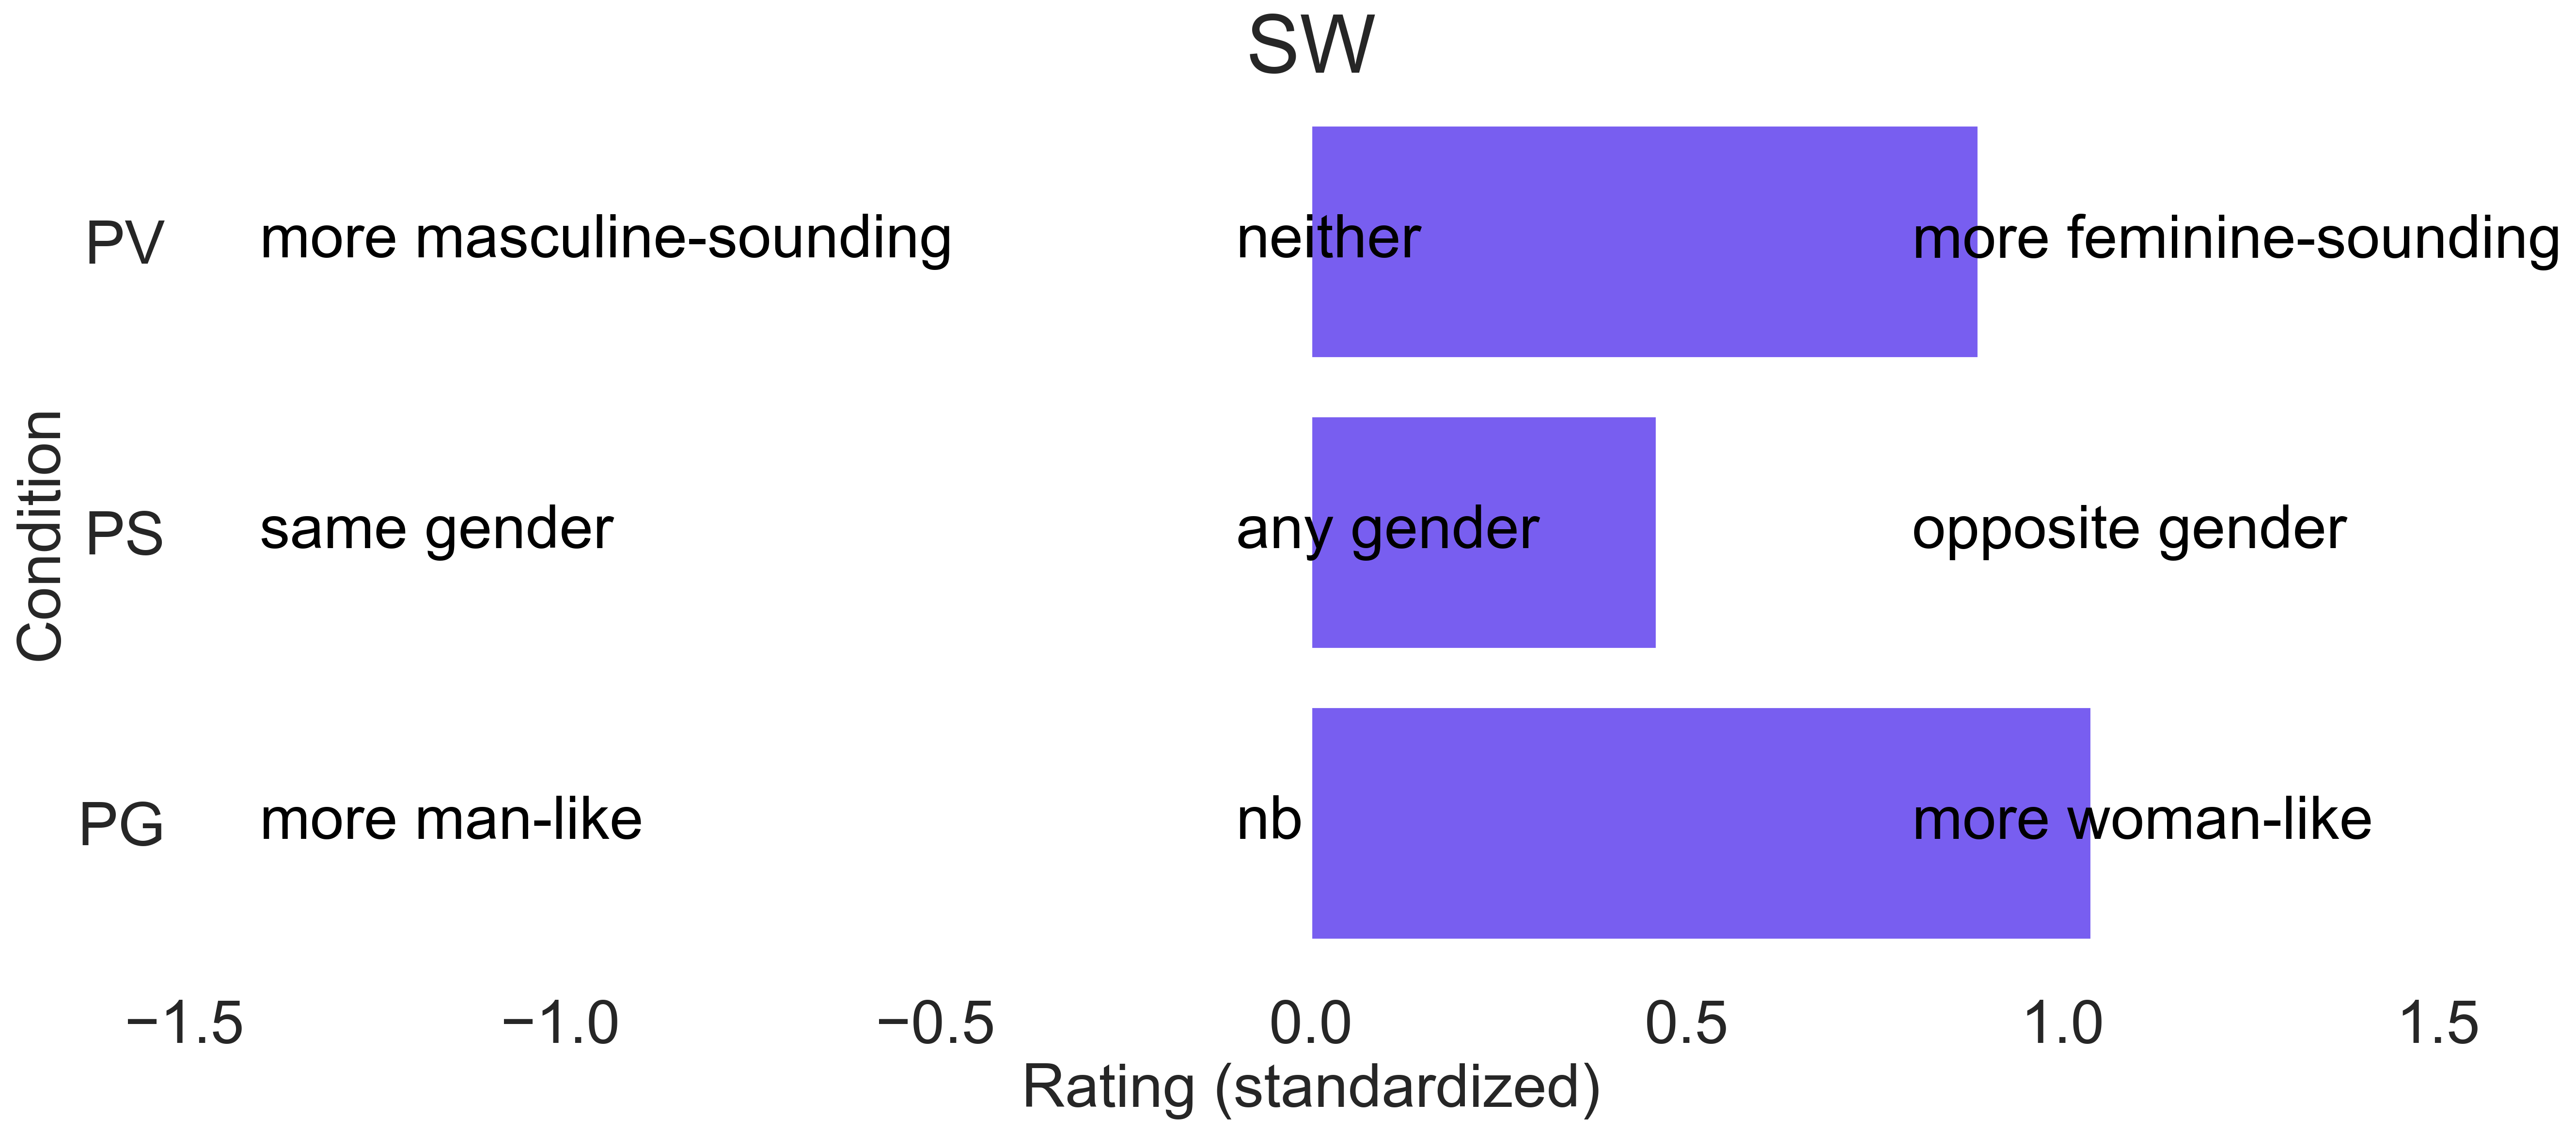 SW
PV more masculine-sounding neither more feminine-sounding
Condition
PS same gender any gender opposite gender
PG more man-like nb more woman-like
−1.5 −1.0 −0.5 0.0 0.5 1.0 1.5
Rating (standardized)